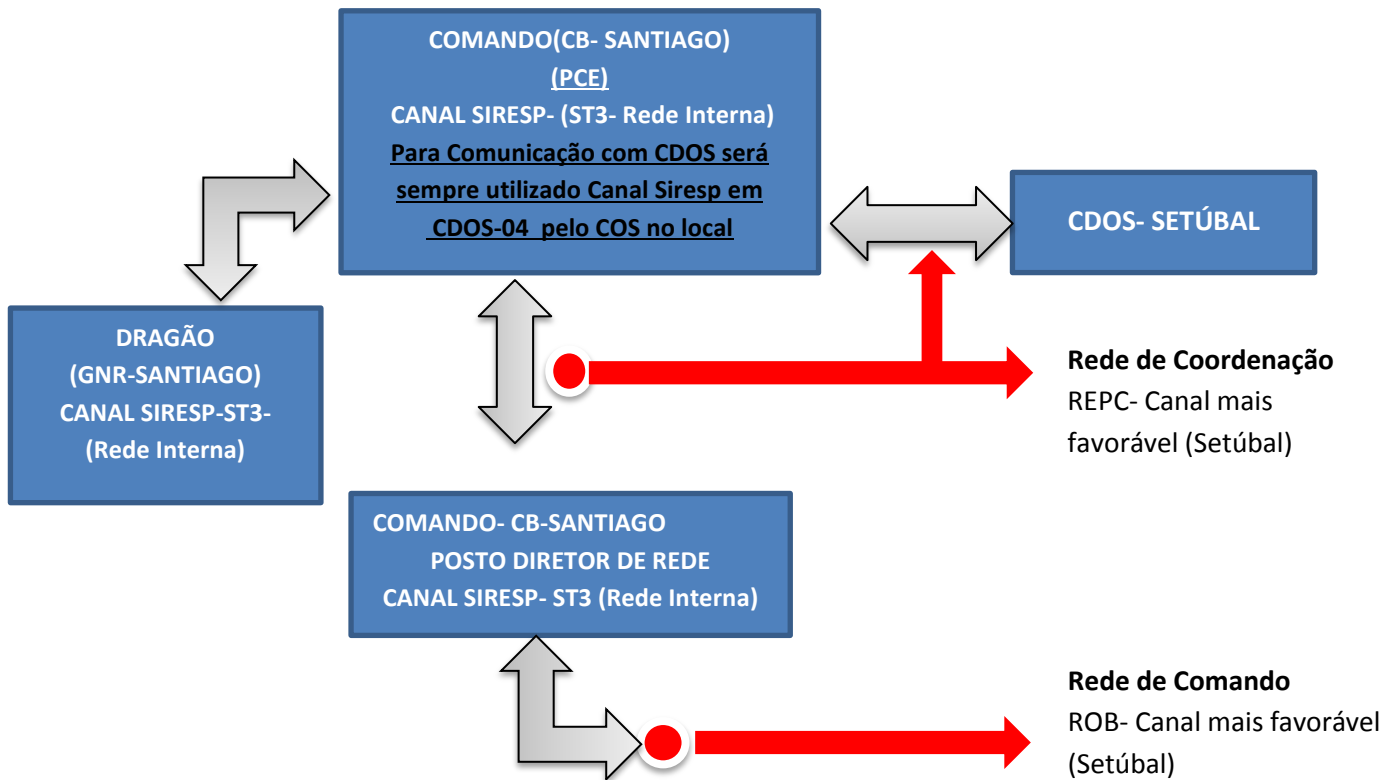 COMANDO(CB- SANTIAGO)
(PCE)
CANAL SIRESP- (ST3- Rede Interna)
Para Comunicação com CDOS será
sempre utilizado Canal Siresp em
CDOS-04 pelo COS no local
CDOS- SETÚBAL
DRAGÃO
(GNR-SANTIAGO)
CANAL SIRESP-ST3-
(Rede Interna)
Rede de Coordenação
REPC- Canal mais
favorável (Setúbal)
COMANDO- CB-SANTIAGO
POSTO DIRETOR DE REDE
CANAL SIRESP- ST3 (Rede Interna)
Rede de Comando
ROB- Canal mais favorável
(Setúbal)